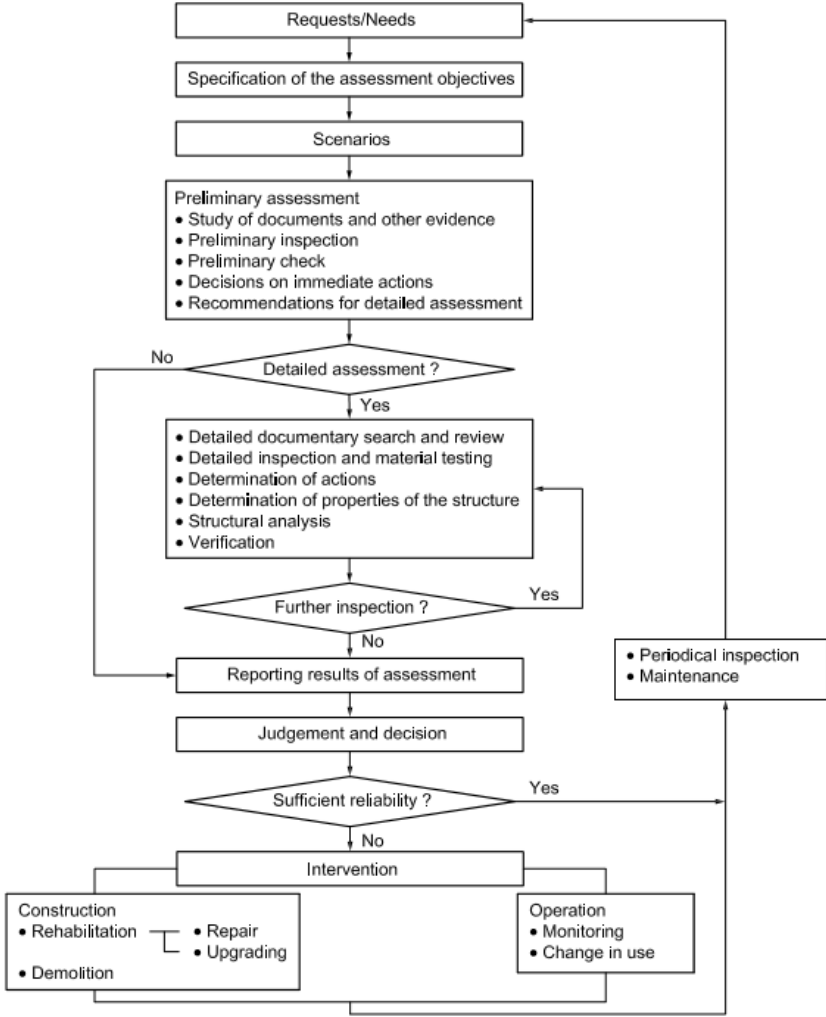 Requests/Needs
Specification of the assessment objectives
Scenarios
Preliminary assessment
• Study of documents and other evidence
• Preliminary inspection
• Preliminary check
• Decisions on immediate actions
• Recommendations for detailed assessment
No
Detailed assessment ?
Yes
• Detailed documentary search and review
• Detailed inspection and material testing
• Determination of actions
• Determination of properties of the structure
• Structural analysis
• Verification
Further inspection ?
Yes
No
• Periodical inspection
• Maintenance
Reporting results of assessment
Judgement and decision
Sufficient reliability ?
Yes
No
Intervention
Construction
• Rehabilitation
• Repair
• Upgrading
• Demolition
Operation
• Monitoring
• Change in use